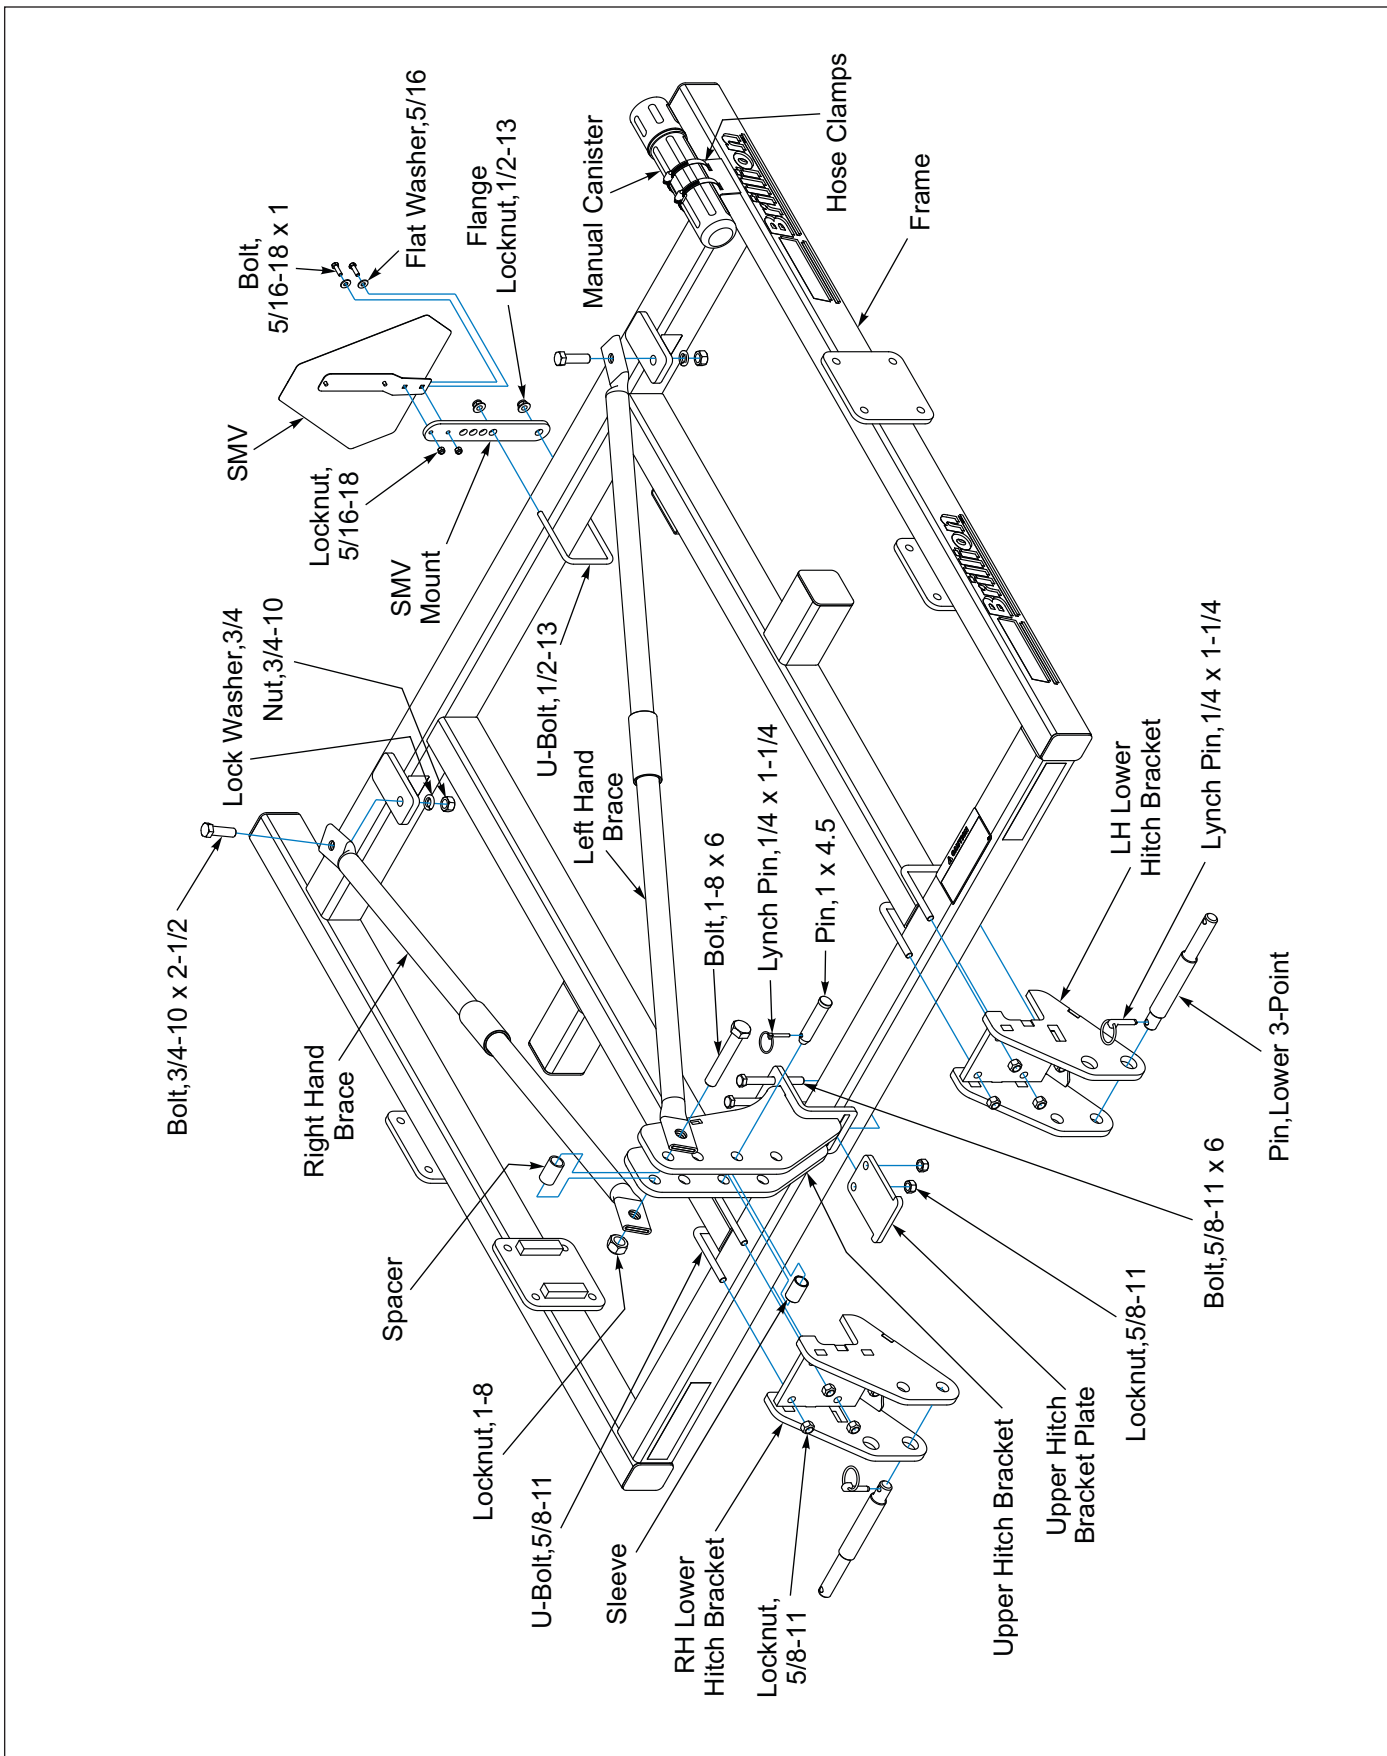 Bolt,
5/16-18 x 1
Flat Washer,5/16
SMV
Flange
Locknut,1/2-13
Locknut,
5/16-18
SMV
Mount
Manual Canister
Hose Clamps
Brillion
Frame
Brillion
U-Bolt,1/2-13
Lock Washer,3/4
Nut,3/4-10
Bolt,3/4-10 x 2-1/2
Right Hand
Brace
Left Hand
Brace
Bolt,1-8 x 6
Lynch Pin,1/4 x 1-1/4
Pin,1 x 4.5
CAUTION
LH Lower
Hitch Bracket
Lynch Pin,1/4 x 1-1/4
Pin,Lower 3-Point
Spacer
Locknut,1-8
U-Bolt,5/8-11
Sleeve
RH Lower
Hitch Bracket
Locknut,
5/8-11
Upper Hitch Bracket
Upper Hitch
Bracket Plate
Locknut,5/8-11
Bolt,5/8-11 x 6